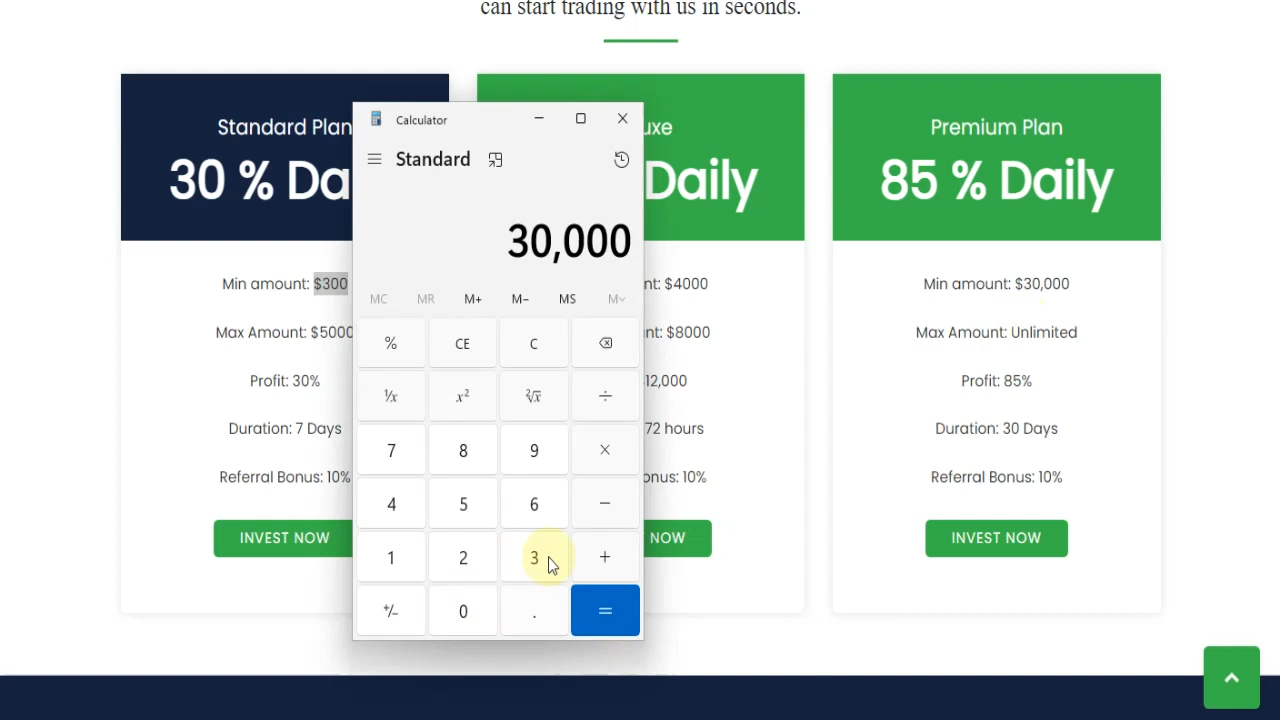 can start trading with us in seconds.
Standard Plan
30 % Da
Min amount: $300
Max Amount: $5000
Profit: 30%
Duration: 7 Days
Referral Bonus: 10%
INVEST NOW
Calculator
Standard
30,000
MC MR M+ M- MS M
% CE C
¹/x x² ²√x ÷
7 8 9 ×
4 5 6 −
1 2 3 +
+/- 0 . =
uxe
Daily
nt: $4000
nt: $8000
12,000
72 hours
onus: 10%
NOW
Premium Plan
85 % Daily
Min amount: $30,000
Max Amount: Unlimited
Profit: 85%
Duration: 30 Days
Referral Bonus: 10%
INVEST NOW